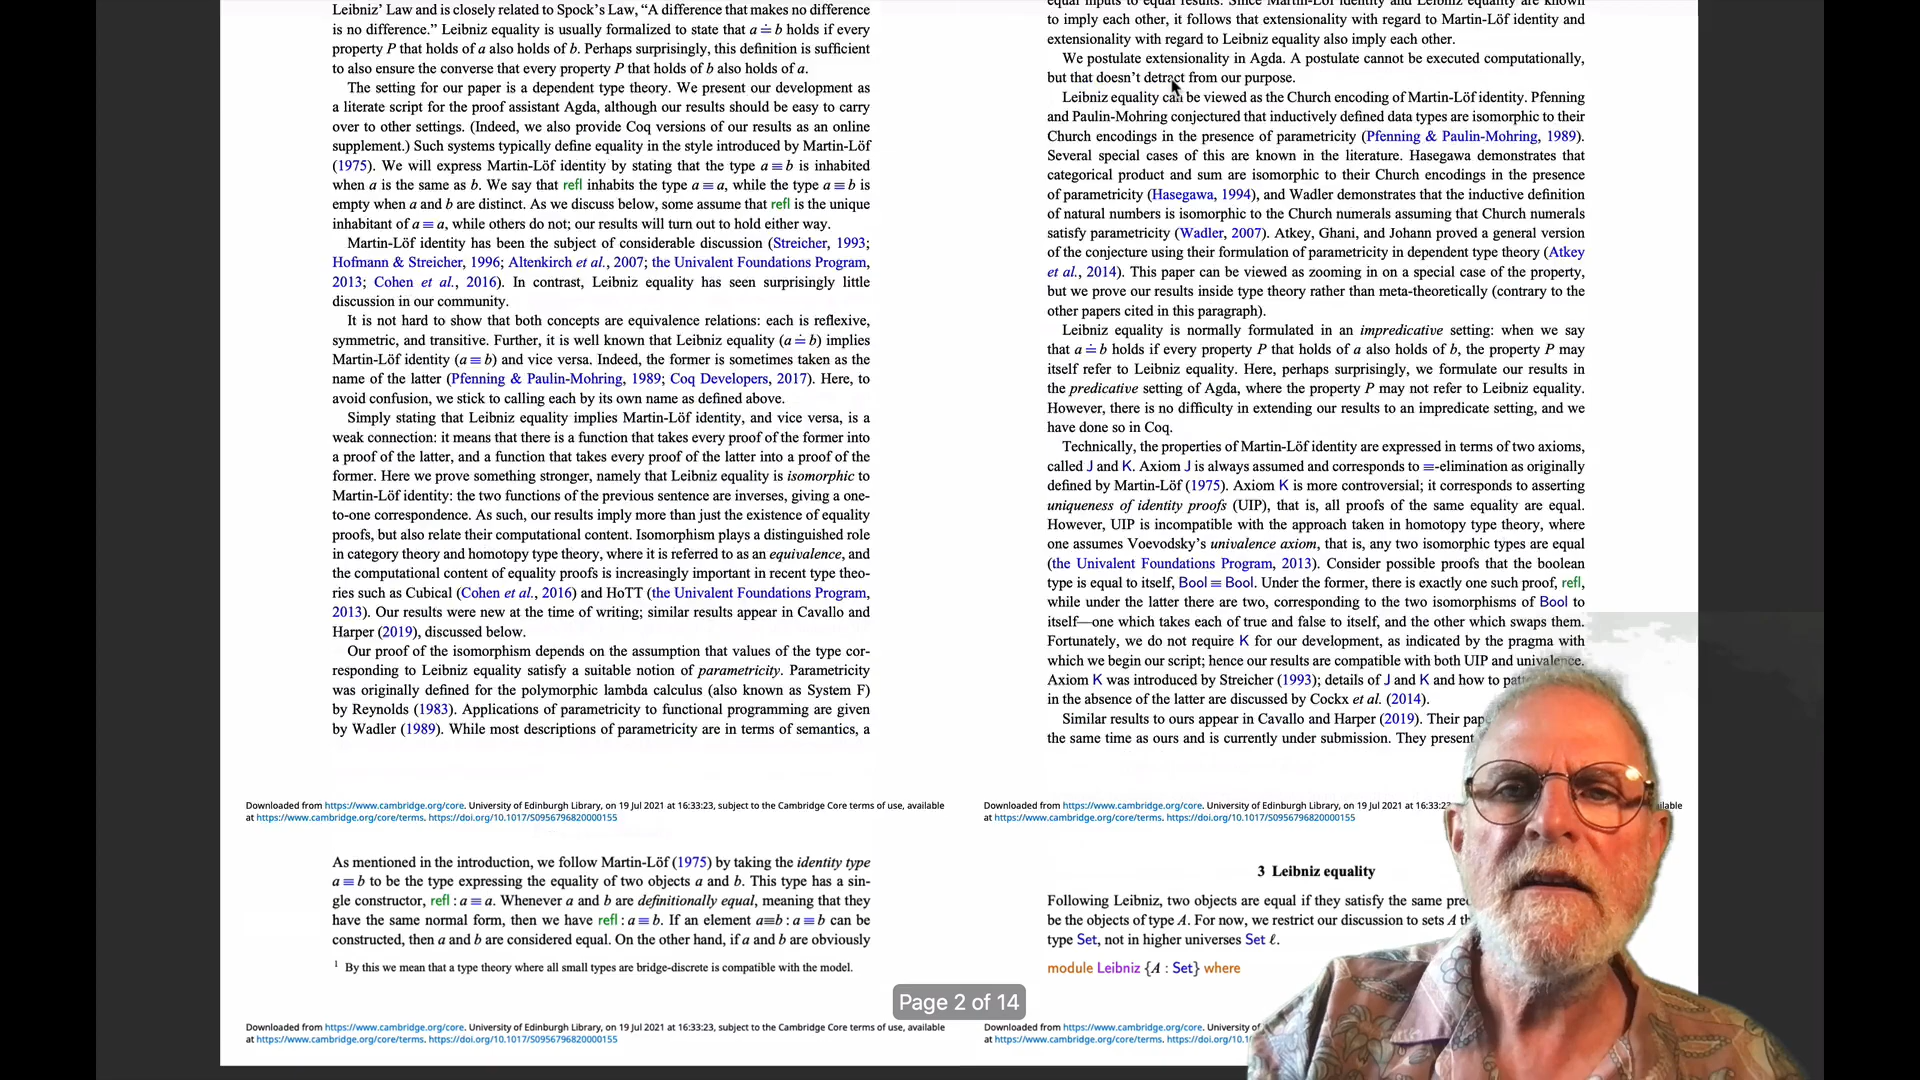 Leibniz’ Law and is closely related to Spock’s Law, “A difference that makes no difference
is no difference.” Leibniz equality is usually formalized to state that a ≐ b holds if every
property P that holds of a also holds of b. Perhaps surprisingly, this definition is sufficient
to also ensure the converse that every property P that holds of b also holds of a.
The setting for our paper is a dependent type theory. We present our development as
a literate script for the proof assistant Agda, although our results should be easy to carry
over to other settings. (Indeed, we also provide Coq versions of our results as an online
supplement.) Such systems typically define equality in the style introduced by Martin-Löf
(1975). We will express Martin-Löf identity by stating that the type a ≡ b is inhabited
when a is the same as b. We say that refl inhabits the type a ≡ a, while the type a ≡ b is
empty when a and b are distinct. As we discuss below, some assume that refl is the unique
inhabitant of a ≡ a, while others do not; our results will turn out to hold either way.
Martin-Löf identity has been the subject of considerable discussion (Streicher, 1993;
Hofmann & Streicher, 1996; Altenkirch et al., 2007; the Univalent Foundations Program,
2013; Cohen et al., 2016). In contrast, Leibniz equality has seen surprisingly little
discussion in our community.
It is not hard to show that both concepts are equivalence relations: each is reflexive,
symmetric, and transitive. Further, it is well known that Leibniz equality (a ≐ b) implies
Martin-Löf identity (a ≡ b) and vice versa. Indeed, the former is sometimes taken as the
name of the latter (Pfenning & Paulin-Mohring, 1989; Coq Developers, 2017). Here, to
avoid confusion, we stick to calling each by its own name as defined above.
Simply stating that Leibniz equality implies Martin-Löf identity, and vice versa, is a
weak connection: it means that there is a function that takes every proof of the former into
a proof of the latter, and a function that takes every proof of the latter into a proof of the
former. Here we prove something stronger, namely that Leibniz equality is isomorphic to
Martin-Löf identity: the two functions of the previous sentence are inverses, giving a one-
to-one correspondence. As such, our results imply more than just the existence of equality
proofs, but also relate their computational content. Isomorphism plays a distinguished role
in category theory and homotopy type theory, where it is referred to as an equivalence, and
the computational content of equality proofs is increasingly important in recent type theo-
ries such as Cubical (Cohen et al., 2016) and HoTT (the Univalent Foundations Program,
2013). Our results were new at the time of writing; similar results appear in Cavallo and
Harper (2019), discussed below.
Our proof of the isomorphism depends on the assumption that values of the type cor-
responding to Leibniz equality satisfy a suitable notion of parametricity. Parametricity
was originally defined for the polymorphic lambda calculus (also known as System F)
by Reynolds (1983). Applications of parametricity to functional programming are given
by Wadler (1989). While most descriptions of parametricity are in terms of semantics, a
Downloaded from https://www.cambridge.org/core. University of Edinburgh Library, on 19 Jul 2021 at 16:33:23, subject to the Cambridge Core terms of use, available
at https://www.cambridge.org/core/terms. https://doi.org/10.1017/S0956796820000155
equal inputs to equal results. Since Martin-Löf identity and Leibniz equality are known
to imply each other, it follows that extensionality with regard to Martin-Löf identity and
extensionality with regard to Leibniz equality also imply each other.
We postulate extensionality in Agda. A postulate cannot be executed computationally,
but that doesn’t detract from our purpose.
Leibniz equality can be viewed as the Church encoding of Martin-Löf identity. Pfenning
and Paulin-Mohring conjectured that inductively defined data types are isomorphic to their
Church encodings in the presence of parametricity (Pfenning & Paulin-Mohring, 1989).
Several special cases of this are known in the literature. Hasegawa demonstrates that
categorical product and sum are isomorphic to their Church encodings in the presence
of parametricity (Hasegawa, 1994), and Wadler demonstrates that the inductive definition
of natural numbers is isomorphic to the Church numerals assuming that Church numerals
satisfy parametricity (Wadler, 2007). Atkey, Ghani, and Johann proved a general version
of the conjecture using their formulation of parametricity in dependent type theory (Atkey
et al., 2014). This paper can be viewed as zooming in on a special case of the property,
but we prove our results inside type theory rather than meta-theoretically (contrary to the
other papers cited in this paragraph).
Leibniz equality is normally formulated in an impredicative setting: when we say
that a ≐ b holds if every property P that holds of a also holds of b, the property P may
itself refer to Leibniz equality. Here, perhaps surprisingly, we formulate our results in
the predicative setting of Agda, where the property P may not refer to Leibniz equality.
However, there is no difficulty in extending our results to an impredicate setting, and we
have done so in Coq.
Technically, the properties of Martin-Löf identity are expressed in terms of two axioms,
called J and K. Axiom J is always assumed and corresponds to ≡-elimination as originally
defined by Martin-Löf (1975). Axiom K is more controversial; it corresponds to asserting
uniqueness of identity proofs (UIP), that is, all proofs of the same equality are equal.
However, UIP is incompatible with the approach taken in homotopy type theory, where
one assumes Voevodsky’s univalence axiom, that is, any two isomorphic types are equal
(the Univalent Foundations Program, 2013). Consider possible proofs that the boolean
type is equal to itself, Bool ≡ Bool. Under the former, there is exactly one such proof, refl,
while under the latter there are two, corresponding to the two isomorphisms of Bool to
itself—one which takes each of true and false to itself, and the other which swaps them.
Fortunately, we do not require K for our development, as indicated by the pragma with
which we begin our script; hence our results are compatible with both UIP and univalence.
Axiom K was introduced by Streicher (1993); details of J and K and how to
in the absence of the latter are discussed by Cockx et al. (2014).
Similar results to ours appear in Cavallo and Harper (2019). Their
the same time as ours and is currently under submission. They present
Downloaded from https://www.cambridge.org/core. University of Edinburgh Library, on 19 Jul 2021 at
at https://www.cambridge.org/core/terms. https://doi.org/10.1017/S0956796820000155
As mentioned in the introduction, we follow Martin-Löf (1975) by taking the identity type
a ≡ b to be the type expressing the equality of two objects a and b. This type has a sin-
gle constructor, refl : a ≡ a. Whenever a and b are definitionally equal, meaning that they
have the same normal form, then we have refl : a ≡ b. If an element a≡b : a ≡ b can be
constructed, then a and b are considered equal. On the other hand, if a and b are obviously
1 By this we mean that a type theory where all small types are bridge-discrete is compatible with the model.
Downloaded from https://www.cambridge.org/core. University of Edinburgh Library, on 19 Jul 2021 at 16:33:23, subject to the Cambridge Core terms of use, available
at https://www.cambridge.org/core/terms. https://doi.org/10.1017/S0956796820000155
3 Leibniz equality
Following Leibniz, two objects are equal if they satisfy the same
be the objects of type A. For now, we restrict our discussion to sets A
type Set, not in higher universes Set ℓ.
module Leibniz {A : Set} where
Downloaded from https://www.cambridge.org/core. University of
at https://www.cambridge.org/core/terms.
Page 2 of 14